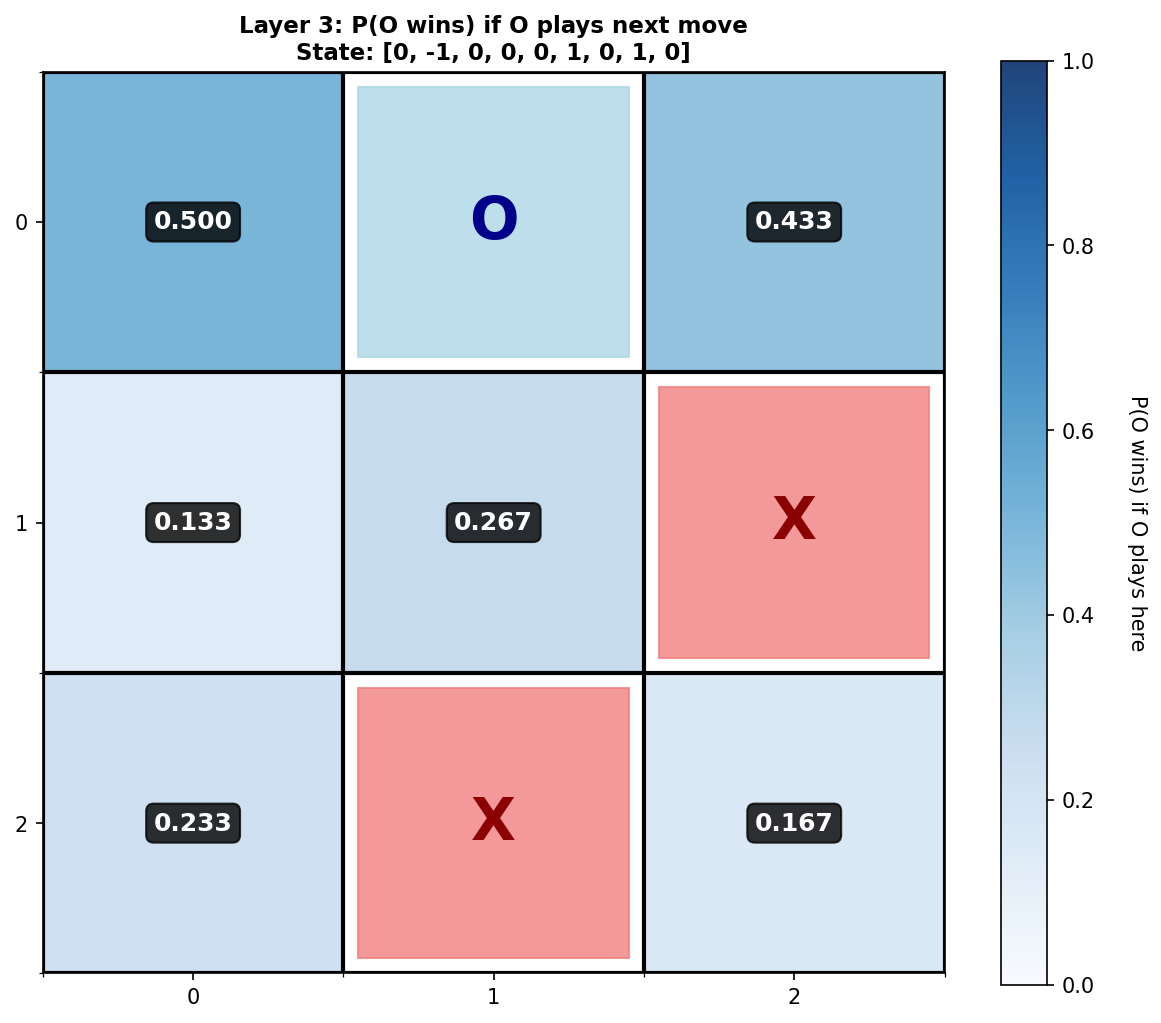 Layer 3: P(O wins) if O plays next move
State: [0, -1, 0, 0, 0, 1, 0, 1, 0]
0.500 O 0.433
0.133 0.267 X
0.233 X 0.167
0
1
2
0 1 2
1.0
0.8
0.6
0.4
0.2
0.0
P(O wins) if O plays here